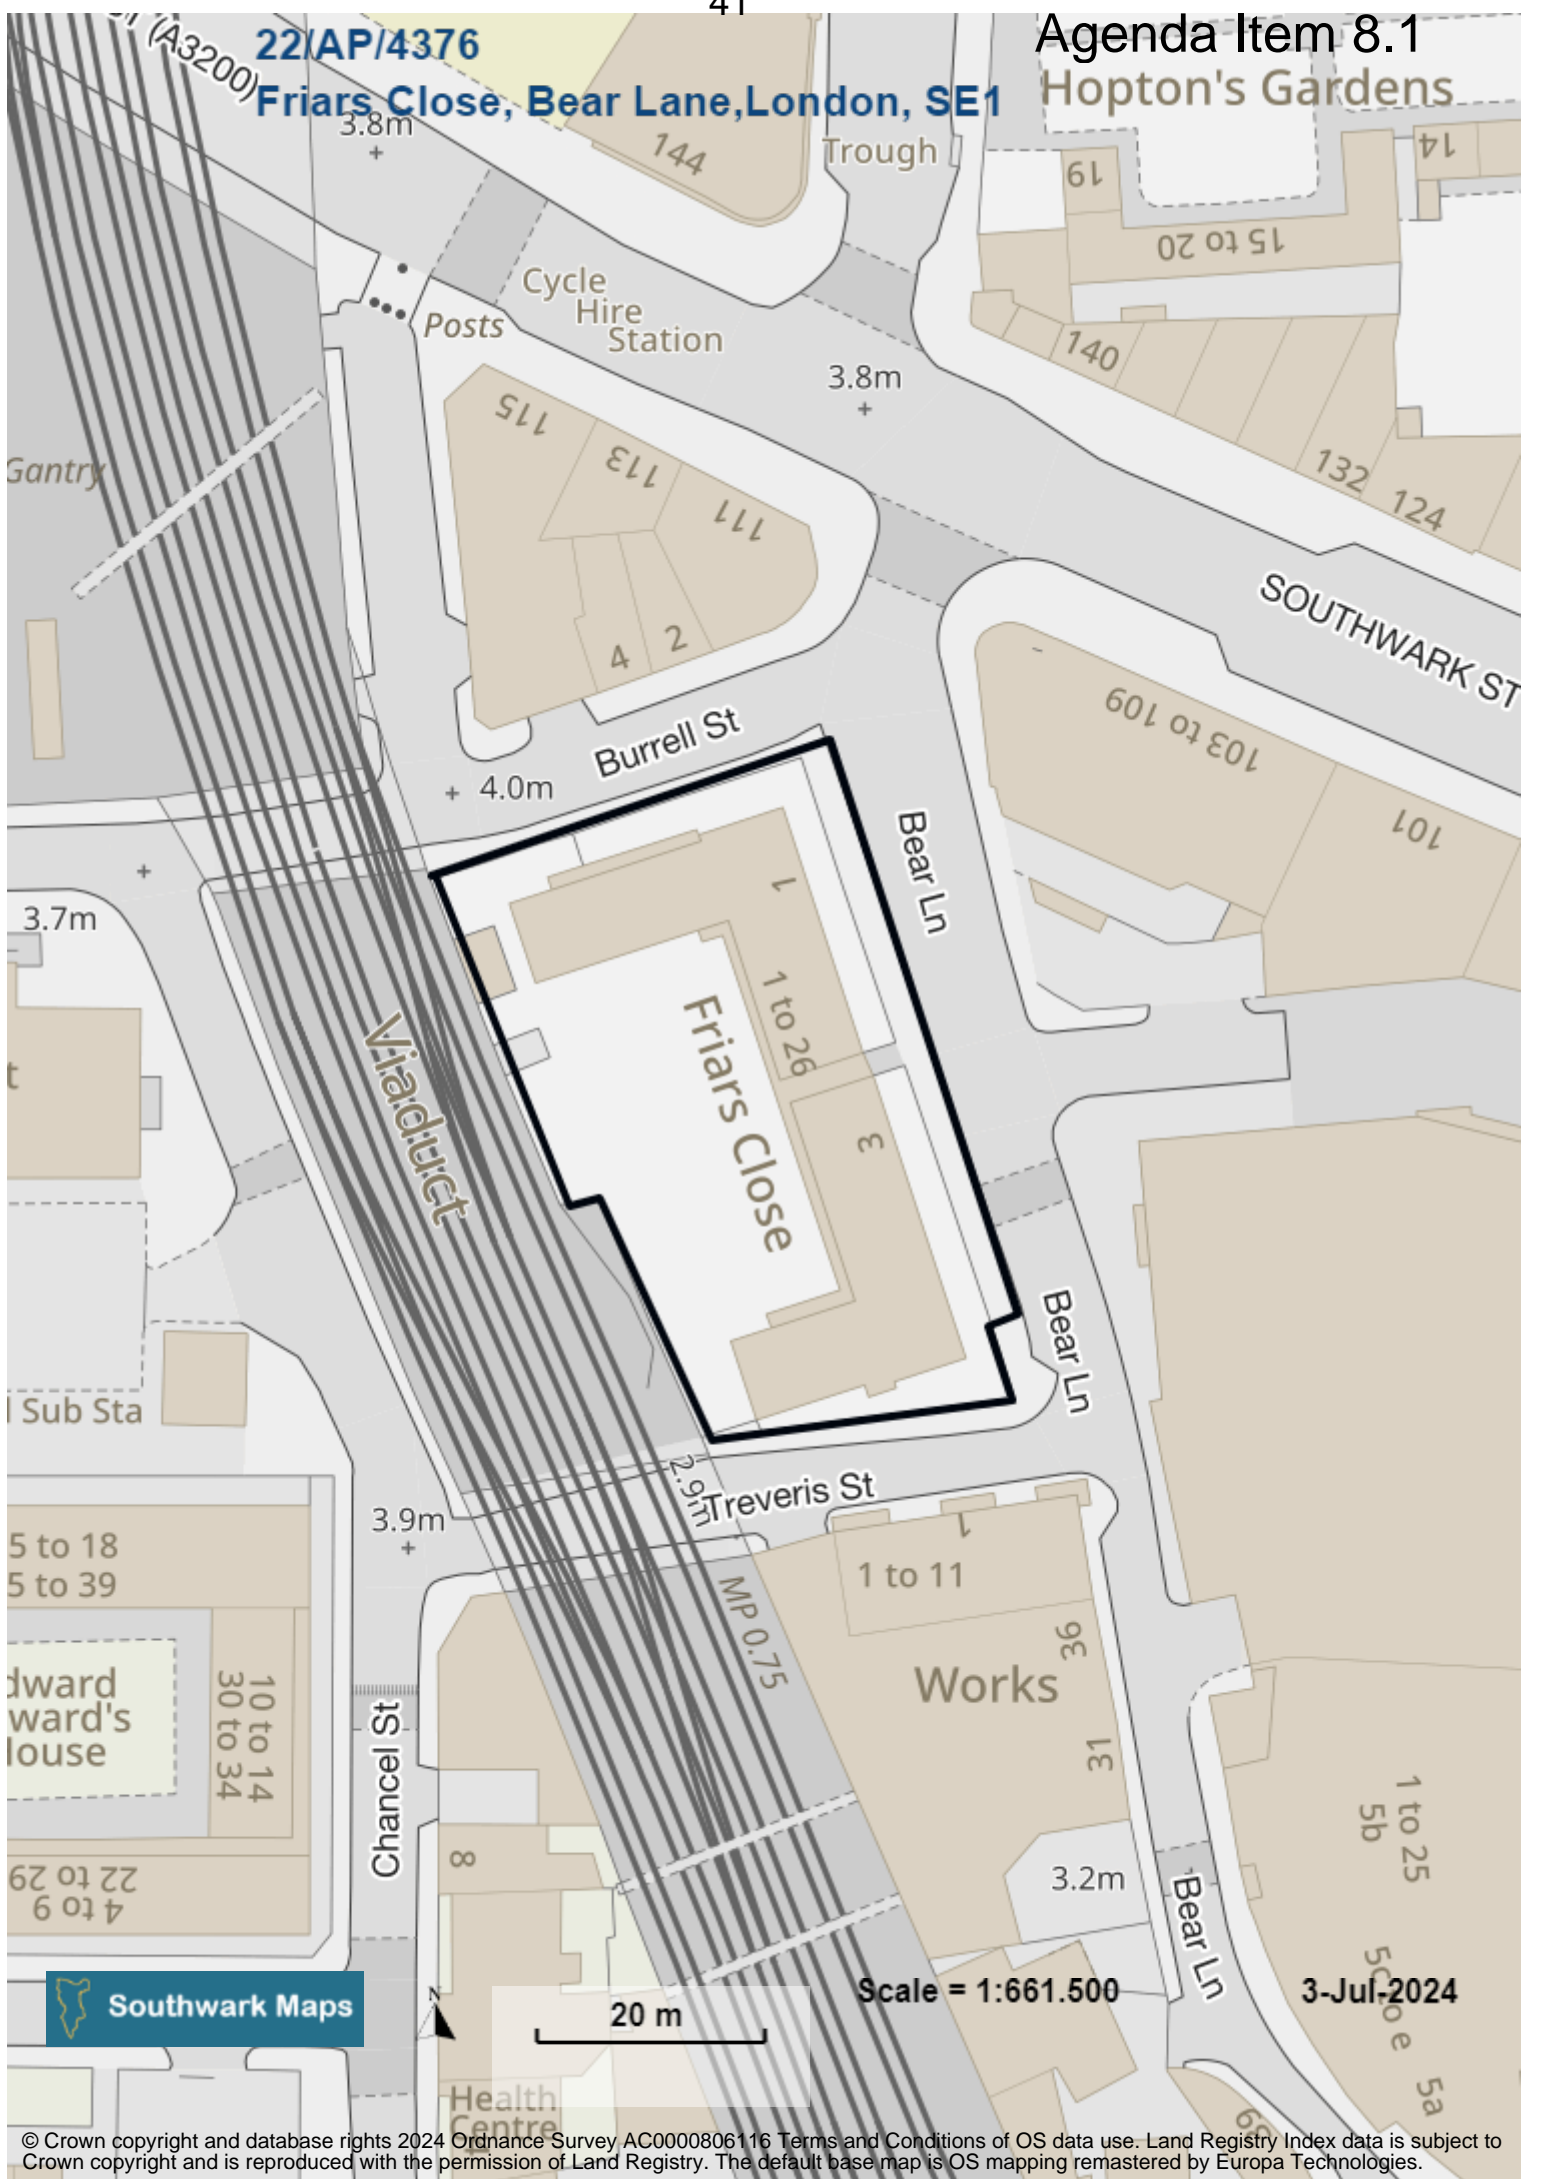 41
Agenda Item 8.1
22/AP/4376
Friars Close, Bear Lane,London, SE1
(A3200)
Hopton's Gardens
3.8m
144
Trough
19
14
15 to 20
Cycle
Hire
Station
Posts
140
3.8m
115
113
111
132
124
Gantry
SOUTHWARK ST
4
2
103 to 109
101
Burrell St
4.0m
Bear Ln
3.7m
1
1 to 26
Friars Close
Viaduct
t
3
Bear Ln
Sub Sta
2.9m
Treveris St
3.9m
1
1 to 11
5 to 18
5 to 39
MP 0.75
36
Works
dward
ward's
House
10 to 14
30 to 34
31
Chancel St
1 to 25
5b
8
3.2m
22 to 29
4 to 9
Bear Ln
5c to e
5a
Southwark Maps
N
20 m
Scale = 1:661.500
3-Jul-2024
Health
Centre
© Crown copyright and database rights 2024 Ordnance Survey AC0000806116 Terms and Conditions of OS data use. Land Registry Index data is subject to
Crown copyright and is reproduced with the permission of Land Registry. The default base map is OS mapping remastered by Europa Technologies.